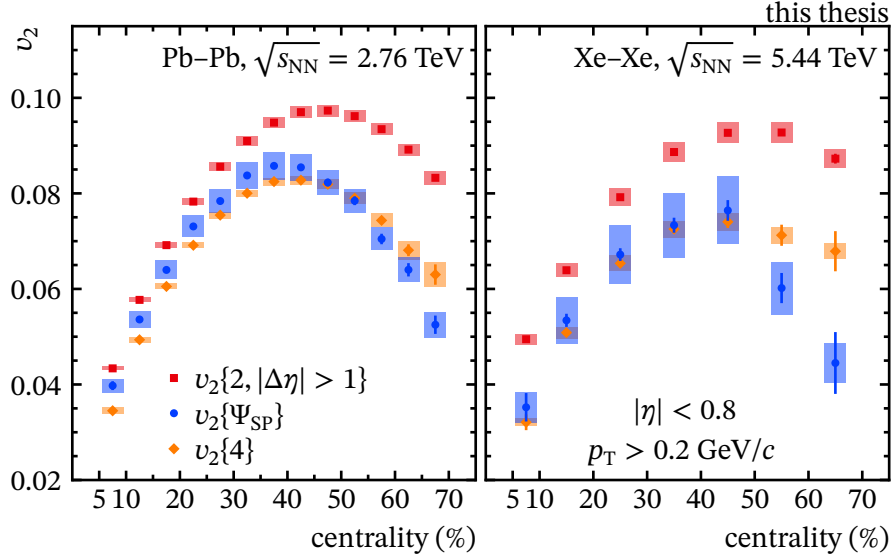 this thesis
v₂
Pb–Pb, √sNN = 2.76 TeV
Xe–Xe, √sNN = 5.44 TeV
0.10
0.08
0.06
0.04
0.02
v₂{2, |Δη| > 1}
v₂{ΨSP}
v₂{4}
|η| < 0.8
pT > 0.2 GeV/c
5 10 20 30 40 50 60 70
5 10 20 30 40 50 60 70
centrality (%)
centrality (%)